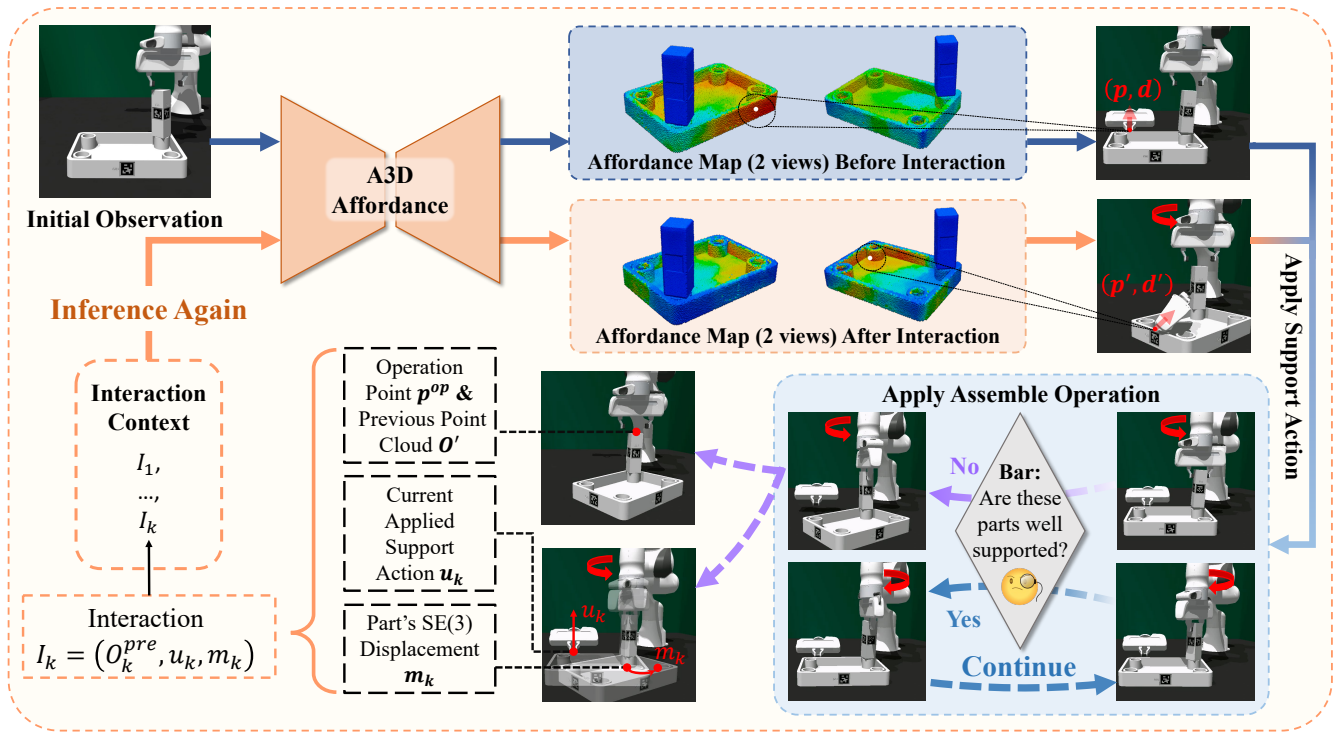 Initial Observation
A3D
Affordance
Affordance Map (2 views) Before Interaction
(p, d)
Affordance Map (2 views) After Interaction
(p′, d′)
Apply Support Action
Inference Again
Interaction
Context
I₁,
...,
Iₖ
Interaction
Iₖ = (Oₖᵖʳᵉ, uₖ, mₖ)
Operation
Point pᵒᵖ &
Previous Point
Cloud O′
Current
Applied
Support
Action uₖ
Part's SE(3)
Displacement
mₖ
uₖ
mₖ
Apply Assemble Operation
No
Bar:
Are these
parts well
supported?
Yes
Continue